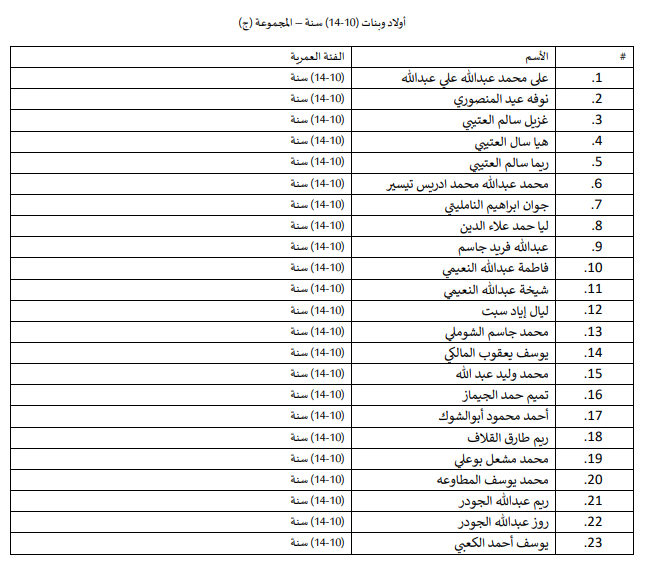 أولاد وبنات (10-14) سنة – المجموعة (ج)
# الأسم الفئة العمرية
1. على محمد عبدالله علي عبدالله (10-14) سنة
2. نوفه عيد المنصوري (10-14) سنة
3. غزيل سالم العتيبي (10-14) سنة
4. هيا سال العتيبي (10-14) سنة
5. ريما سالم العتيبي (10-14) سنة
6. محمد عبدالله محمد ادريس تيسير (10-14) سنة
7. جوان ابراهيم النامليتي (10-14) سنة
8. ليا حمد علاء الدين (10-14) سنة
9. عبدالله فريد جاسم (10-14) سنة
10. فاطمة عبدالله النعيمي (10-14) سنة
11. شيخة عبدالله النعيمي (10-14) سنة
12. ليال إياد سبت (10-14) سنة
13. محمد جاسم الشوملي (10-14) سنة
14. يوسف يعقوب المالكي (10-14) سنة
15. محمد وليد عبد الله (10-14) سنة
16. تميم حمد الجيماز (10-14) سنة
17. أحمد محمود أبوالشوك (10-14) سنة
18. ريم طارق القلاف (10-14) سنة
19. محمد مشعل بوعلي (10-14) سنة
20. محمد يوسف المطاوعه (10-14) سنة
21. ريم عبدالله الجودر (10-14) سنة
22. روز عبدالله الجودر (10-14) سنة
23. يوسف أحمد الكعبي (10-14) سنة